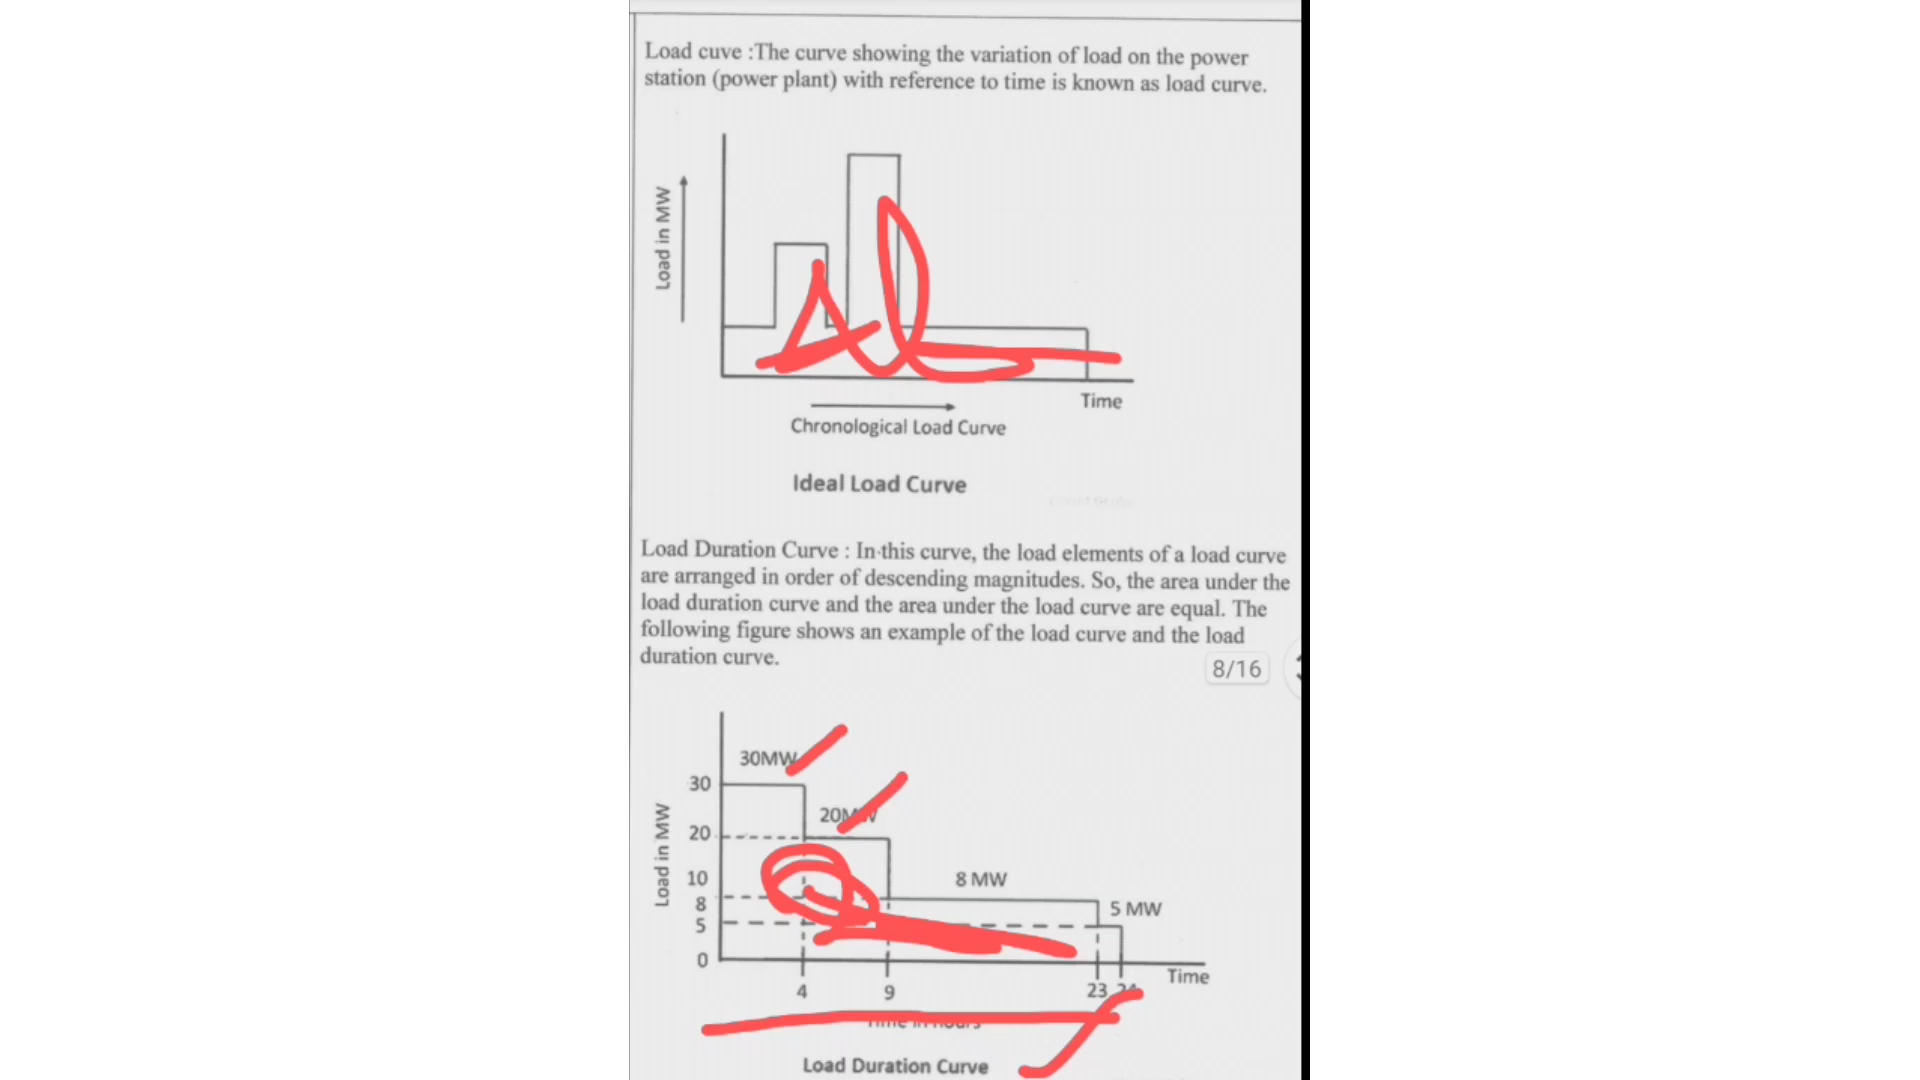 Load cuve :The curve showing the variation of load on the power
station (power plant) with reference to time is known as load curve.
Load in MW
Time
Chronological Load Curve
Ideal Load Curve
Load Duration Curve : In this curve, the load elements of a load curve
are arranged in order of descending magnitudes. So, the area under the
load duration curve and the area under the load curve are equal. The
following figure shows an example of the load curve and the load
duration curve.
8/16
30MW
30
20MW
20
Load in MW
10
8 MW
8
5 MW
5
0
Time
4
9
23 24
Time in hours
Load Duration Curve